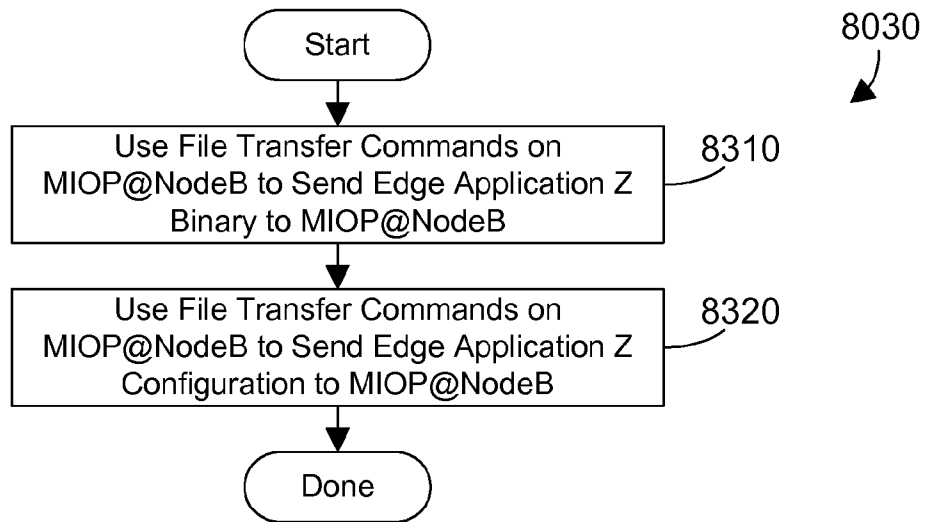 Start
8030
Use File Transfer Commands on
MIOP@NodeB to Send Edge Application Z
Binary to MIOP@NodeB
8310
Use File Transfer Commands on
MIOP@NodeB to Send Edge Application Z
Configuration to MIOP@NodeB
8320
Done